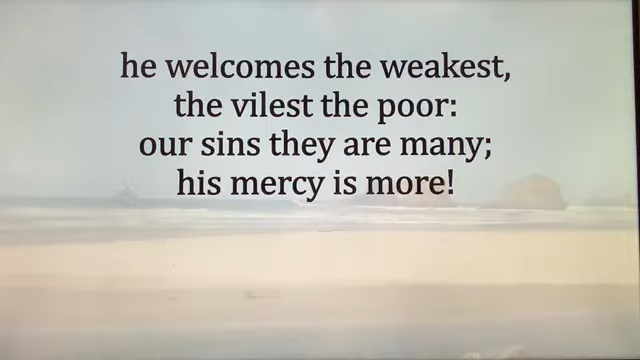 he welcomes the weakest,
the vilest the poor:
our sins they are many;
his mercy is more!